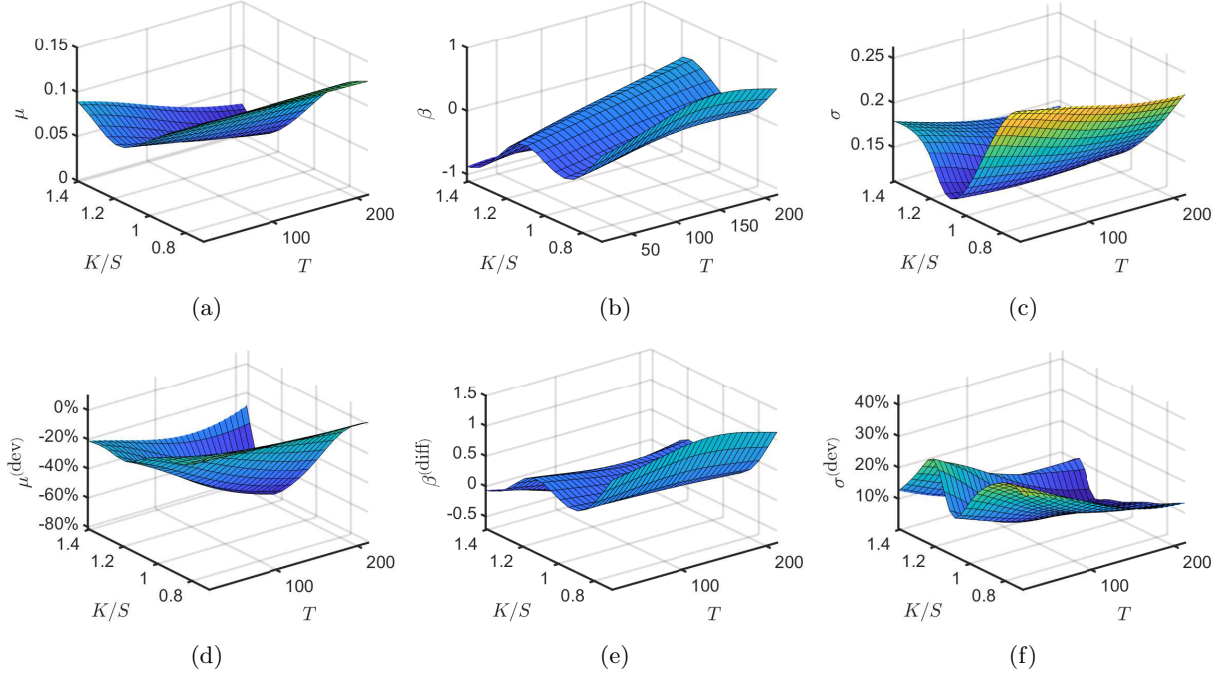 0.15
0.1
0.05
0
1.4
1.2
1
0.8
100
200
μ
K/S
T
(a)
1
0
-1
1.4
1.2
1
0.8
50
100
150
200
β
K/S
T
(b)
0.25
0.2
0.15
1.4
1.2
1
0.8
100
200
σ
K/S
T
(c)
0%
-20%
-40%
-60%
-80%
1.4
1.2
1
0.8
100
200
μ(dev)
K/S
T
(d)
1.5
1
0.5
0
-0.5
1.4
1.2
1
0.8
100
200
β(diff)
K/S
T
(e)
40%
30%
20%
10%
1.4
1.2
1
0.8
100
200
σ(dev)
K/S
T
(f)